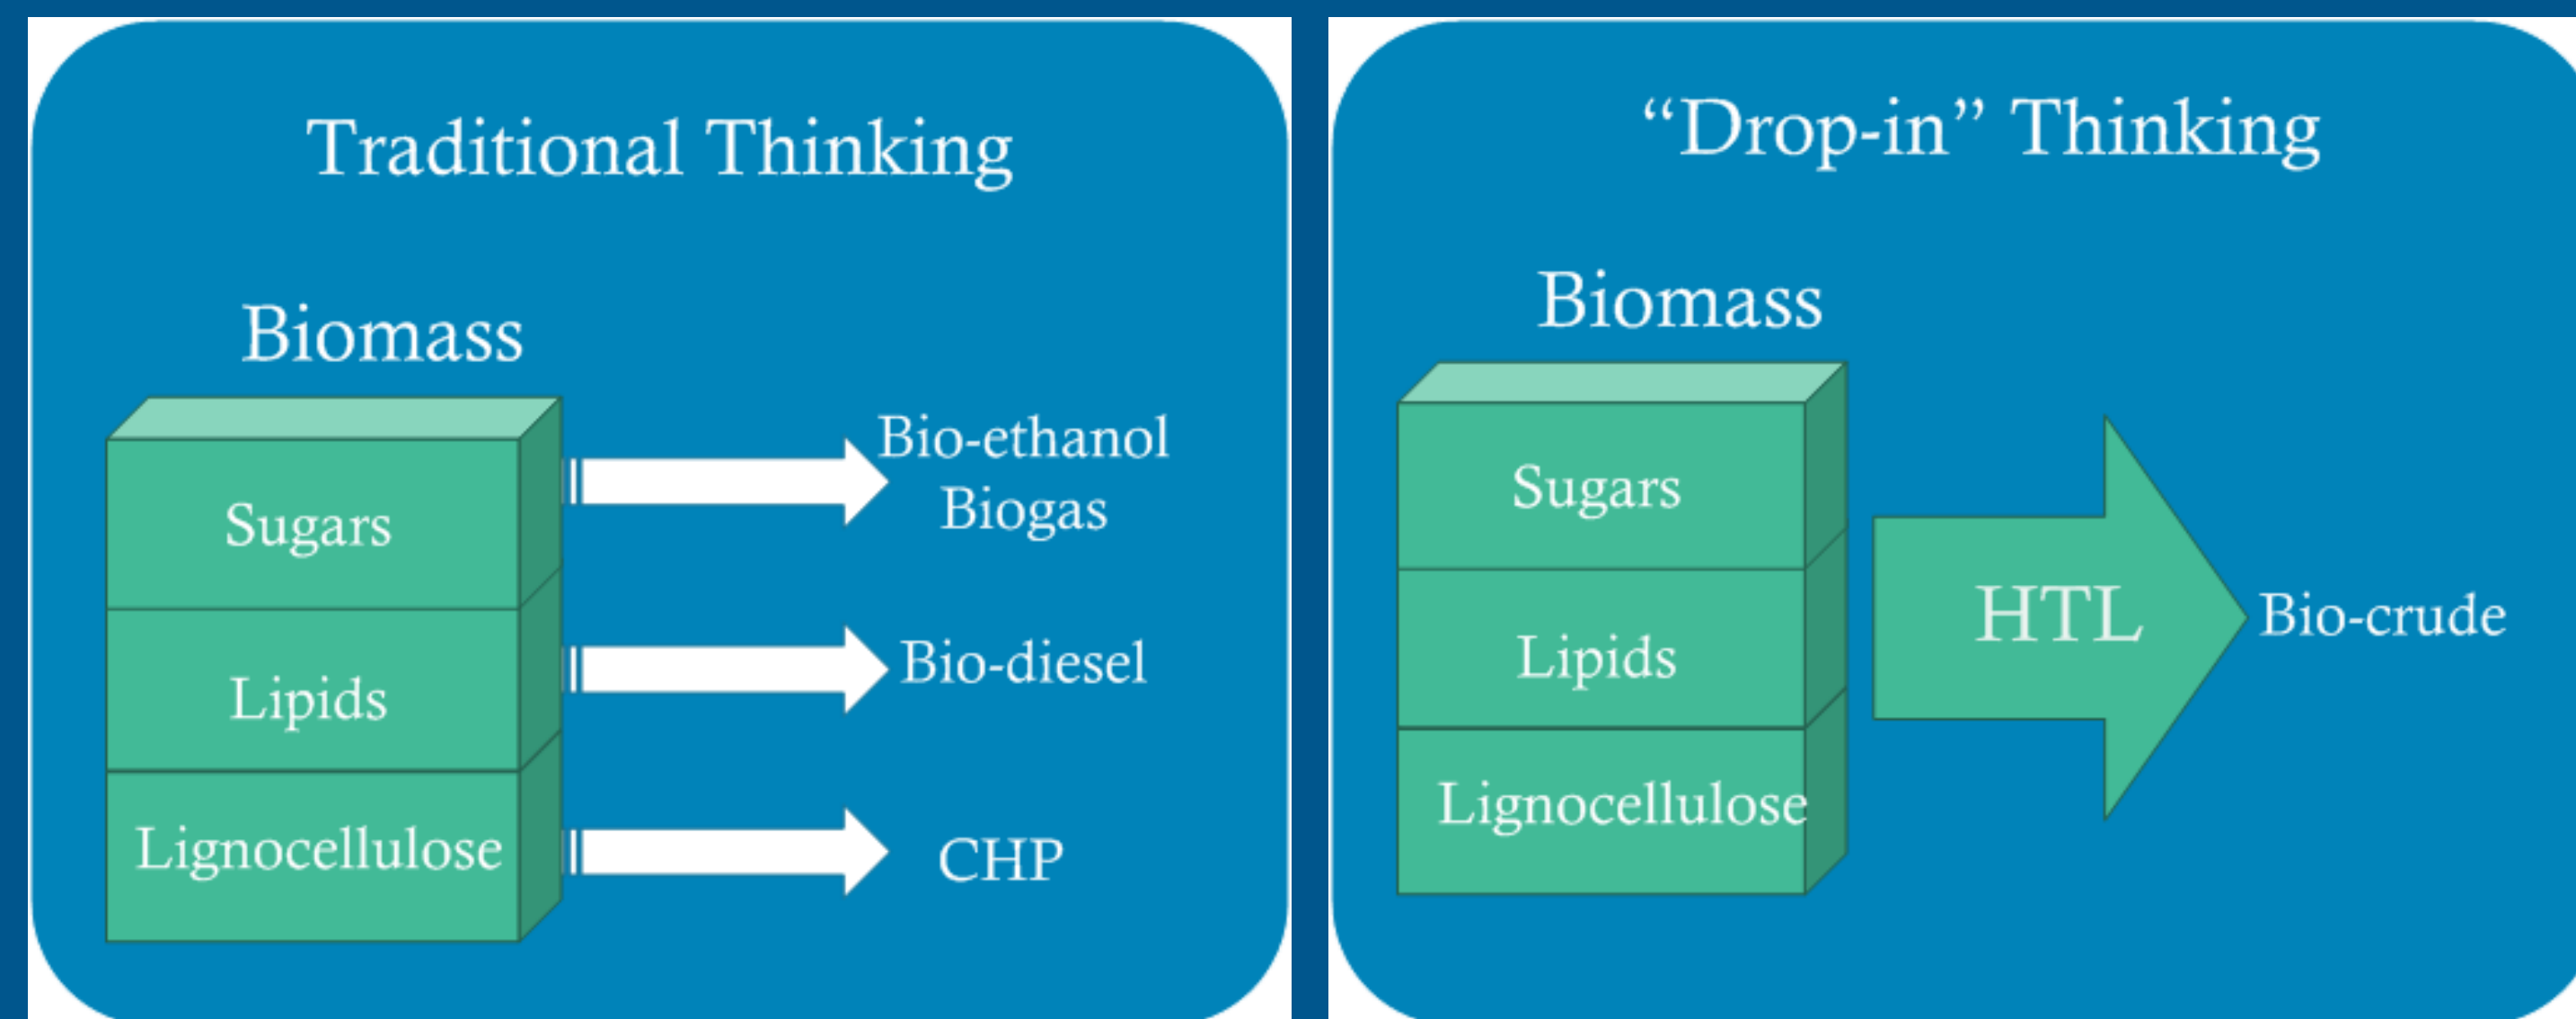 Traditional Thinking
Biomass
Sugars
Lipids
Lignocellulose
Bio-ethanol
Biogas
Bio-diesel
CHP
“Drop-in” Thinking
Biomass
Sugars
Lipids
Lignocellulose
HTL
Bio-crude